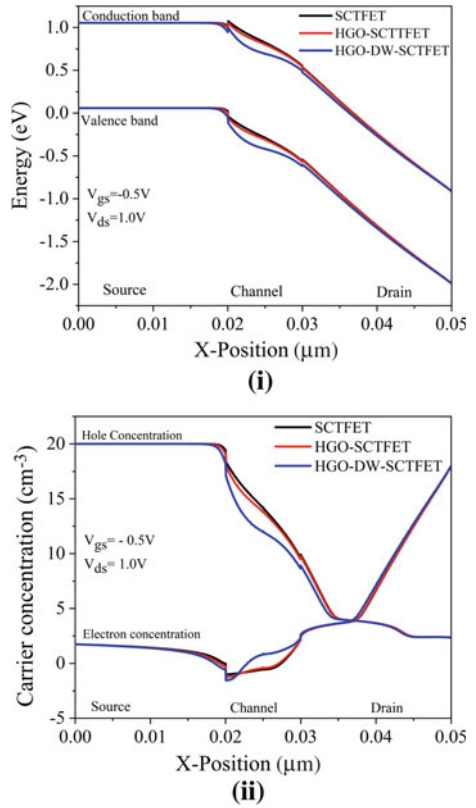 Conduction band
SCTFET
HGO-SCTTFET
HGO-DW-SCTFET
1.0
0.5
0.0
-0.5
-1.0
-1.5
-2.0
Energy (eV)
Valence band
Vgs=-0.5V
Vds=1.0V
Source
Channel
Drain
0.00 0.01 0.02 0.03 0.04 0.05
X-Position (μm)
(i)
SCTFET
HGO-SCTFET
HGO-DW-SCTFET
20
15
10
5
0
-5
Carrier concentration (cm-3)
Hole Concentration
Vgs= - 0.5V
Vds= 1.0V
Electron concentration
Source
Channel
Drain
0.00 0.01 0.02 0.03 0.04 0.05
X-Position (μm)
(ii)